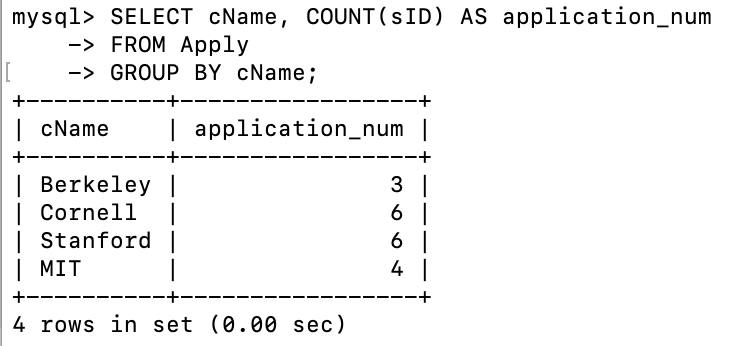 mysql> SELECT cName, COUNT(sID) AS application_num
    -> FROM Apply
    -> GROUP BY cName;
+----------+-----------------+
| cName    | application_num |
+----------+-----------------+
| Berkeley |               3 |
| Cornell  |               6 |
| Stanford |               6 |
| MIT      |               4 |
+----------+-----------------+
4 rows in set (0.00 sec)